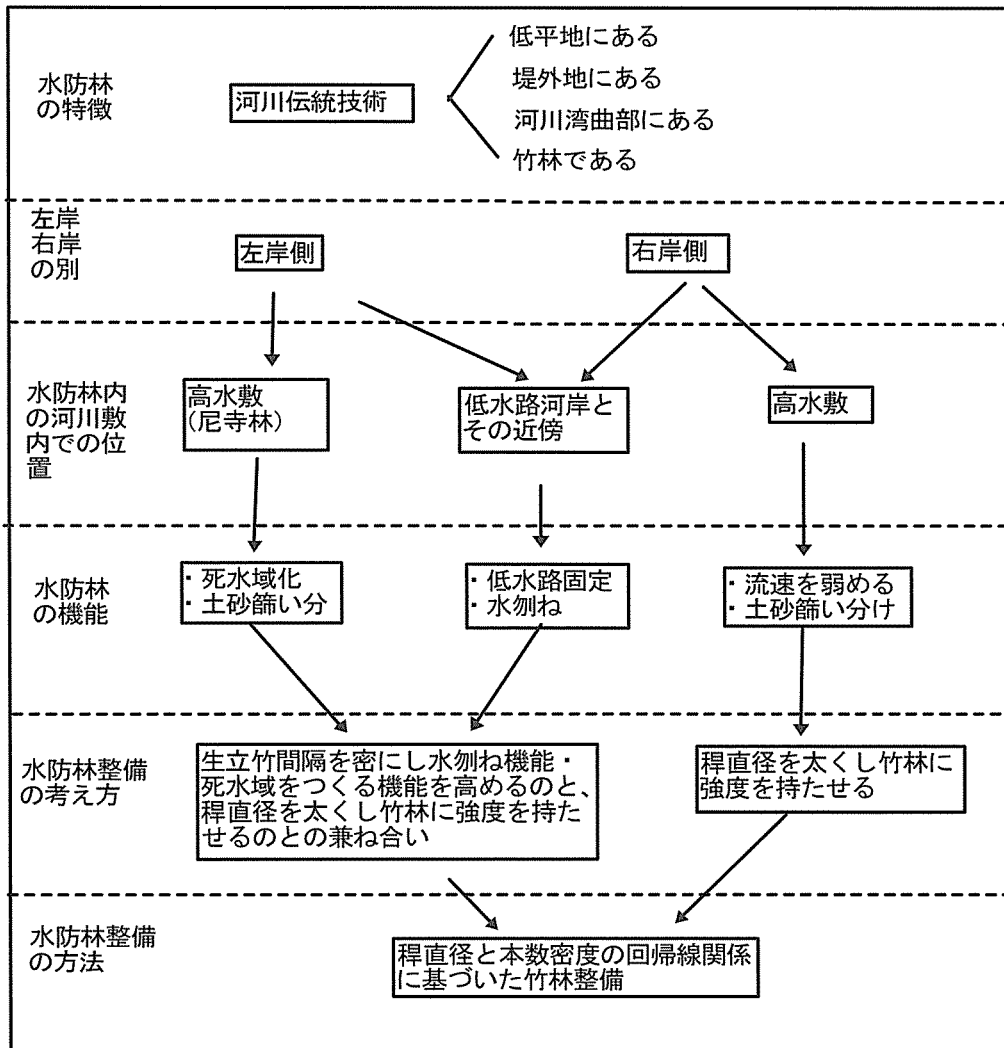 水防林
の特徴
河川伝統技術
低平地にある
堤外地にある
河川湾曲部にある
竹林である
左岸
右岸
の別
左岸側
右岸側
水防林内
の河川敷
内での位
置
高水敷
(尼寺林)
低水路河岸と
その近傍
高水敷
水防林
の機能
・死水域化
・土砂篩い分
・低水路固定
・水刎ね
・流速を弱める
・土砂篩い分け
水防林整備
の考え方
生立竹間隔を密にし水刎ね機能・
死水域をつくる機能を高めるのと、
稈直径を太くし竹林に強度を持た
せるのとの兼ね合い
稈直径を太くし竹林に
強度を持たせる
水防林整備
の方法
稈直径と本数密度の回帰線関係
に基づいた竹林整備